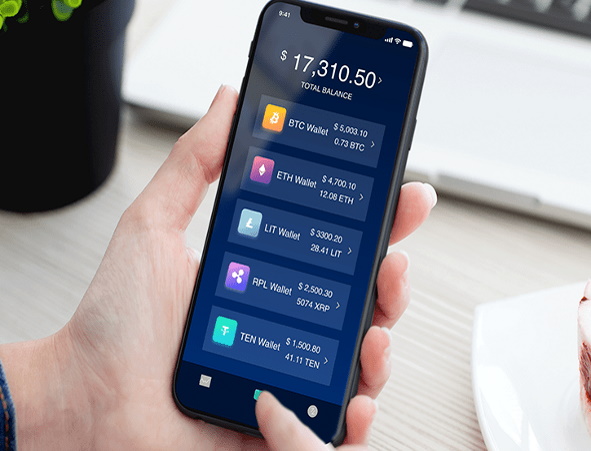 9:41
$ 17,310.50
TOTAL BALANCE
BTC Wallet $ 5,003.10
0.73 BTC
ETH Wallet $ 4,700.10
12.08 ETH
LIT Wallet $ 3300.20
28.41 LIT
RPL Wallet $ 2,500.30
5074 XRP
TEN Wallet $ 1,500.80
41.11 TEN